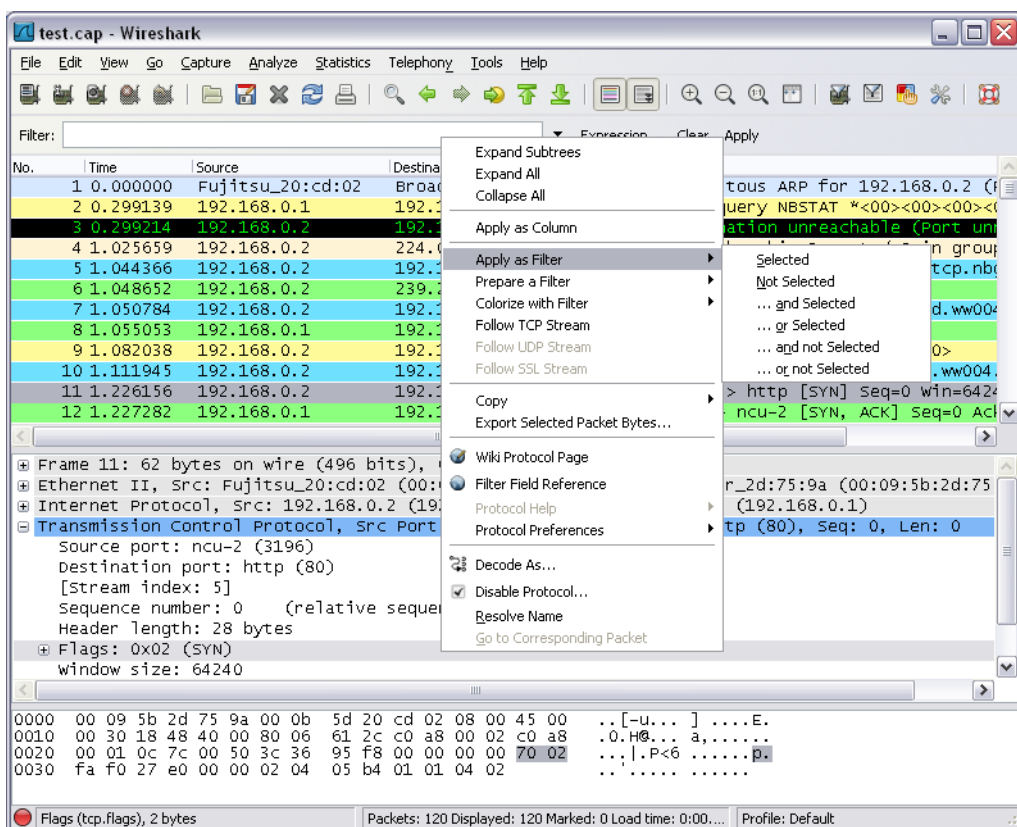 test.cap - Wireshark
File Edit View Go Capture Analyze Statistics Telephony Tools Help
Filter: Expression... Clear Apply
No. Time Source Destina
1 0.000000 Fujitsu_20:cd:02 Broad tous ARP for 192.168.0.2 (
2 0.299139 192.168.0.1 192.1 uery NBSTAT *<00><00><00><
3 0.299214 192.168.0.2 192.1 ation unreachable (Port un
4 1.025659 192.168.0.2 224.0 n group
5 1.044366 192.168.0.2 192.1 tcp.nb
6 1.048652 192.168.0.2 239.2
7 1.050784 192.168.0.2 192.1 d.ww004
8 1.055053 192.168.0.1 192.1
9 1.082038 192.168.0.2 192.1 0>
10 1.111945 192.168.0.2 192.1 .ww004.
11 1.226156 192.168.0.2 192.1 > http [SYN] Seq=0 Win=6424
12 1.227282 192.168.0.1 192.1 ncu-2 [SYN, ACK] Seq=0 Ack
Expand Subtrees
Expand All
Collapse All
Apply as Column
Apply as Filter
Prepare a Filter
Colorize with Filter
Follow TCP Stream
Follow UDP Stream
Follow SSL Stream
Copy
Export Selected Packet Bytes...
Wiki Protocol Page
Filter Field Reference
Protocol Help
Protocol Preferences
Decode As...
Disable Protocol...
Resolve Name
Go to Corresponding Packet
Selected
Not Selected
... and Selected
... or Selected
... and not Selected
... or not Selected
Frame 11: 62 bytes on wire (496 bits),
Ethernet II, Src: Fujitsu_20:cd:02 (00: r_2d:75:9a (00:09:5b:2d:75
Internet Protocol, Src: 192.168.0.2 (19 (192.168.0.1)
Transmission Control Protocol, Src Port tp (80), Seq: 0, Len: 0
Source port: ncu-2 (3196)
Destination port: http (80)
[Stream index: 5]
Sequence number: 0 (relative seque
Header length: 28 bytes
Flags: 0x02 (SYN)
Window size: 64240
0000 00 09 5b 2d 75 9a 00 0b 5d 20 cd 02 08 00 45 00 ..[-u... ] ....E.
0010 00 30 18 48 40 00 80 06 61 2c c0 a8 00 02 c0 a8 .0.H@... a,......
0020 00 01 0c 7c 00 50 3c 36 95 f8 00 00 00 00 70 02 ...|.P<6 ......p.
0030 fa f0 27 e0 00 00 02 04 05 b4 01 01 04 02 ..'..... ......
Flags (tcp.flags), 2 bytes
Packets: 120 Displayed: 120 Marked: 0 Load time: 0:00....
Profile: Default